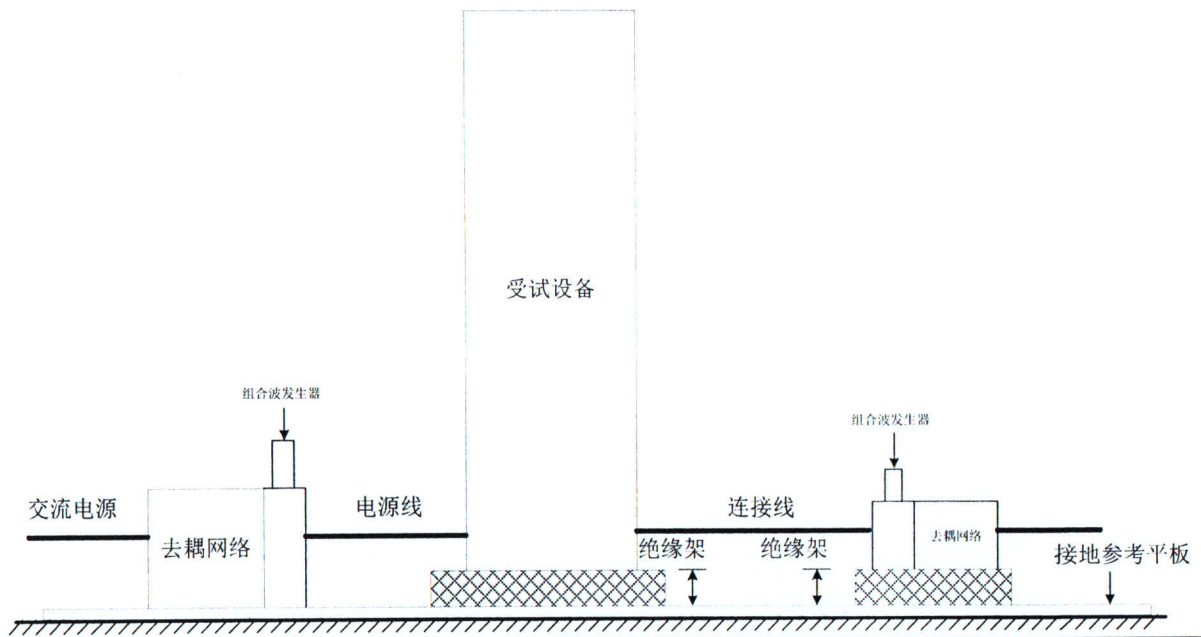 受试设备
组合波发生器
组合波发生器
交流电源
电源线
连接线
去耦网络
绝缘架
绝缘架
去耦网络
接地参考平板